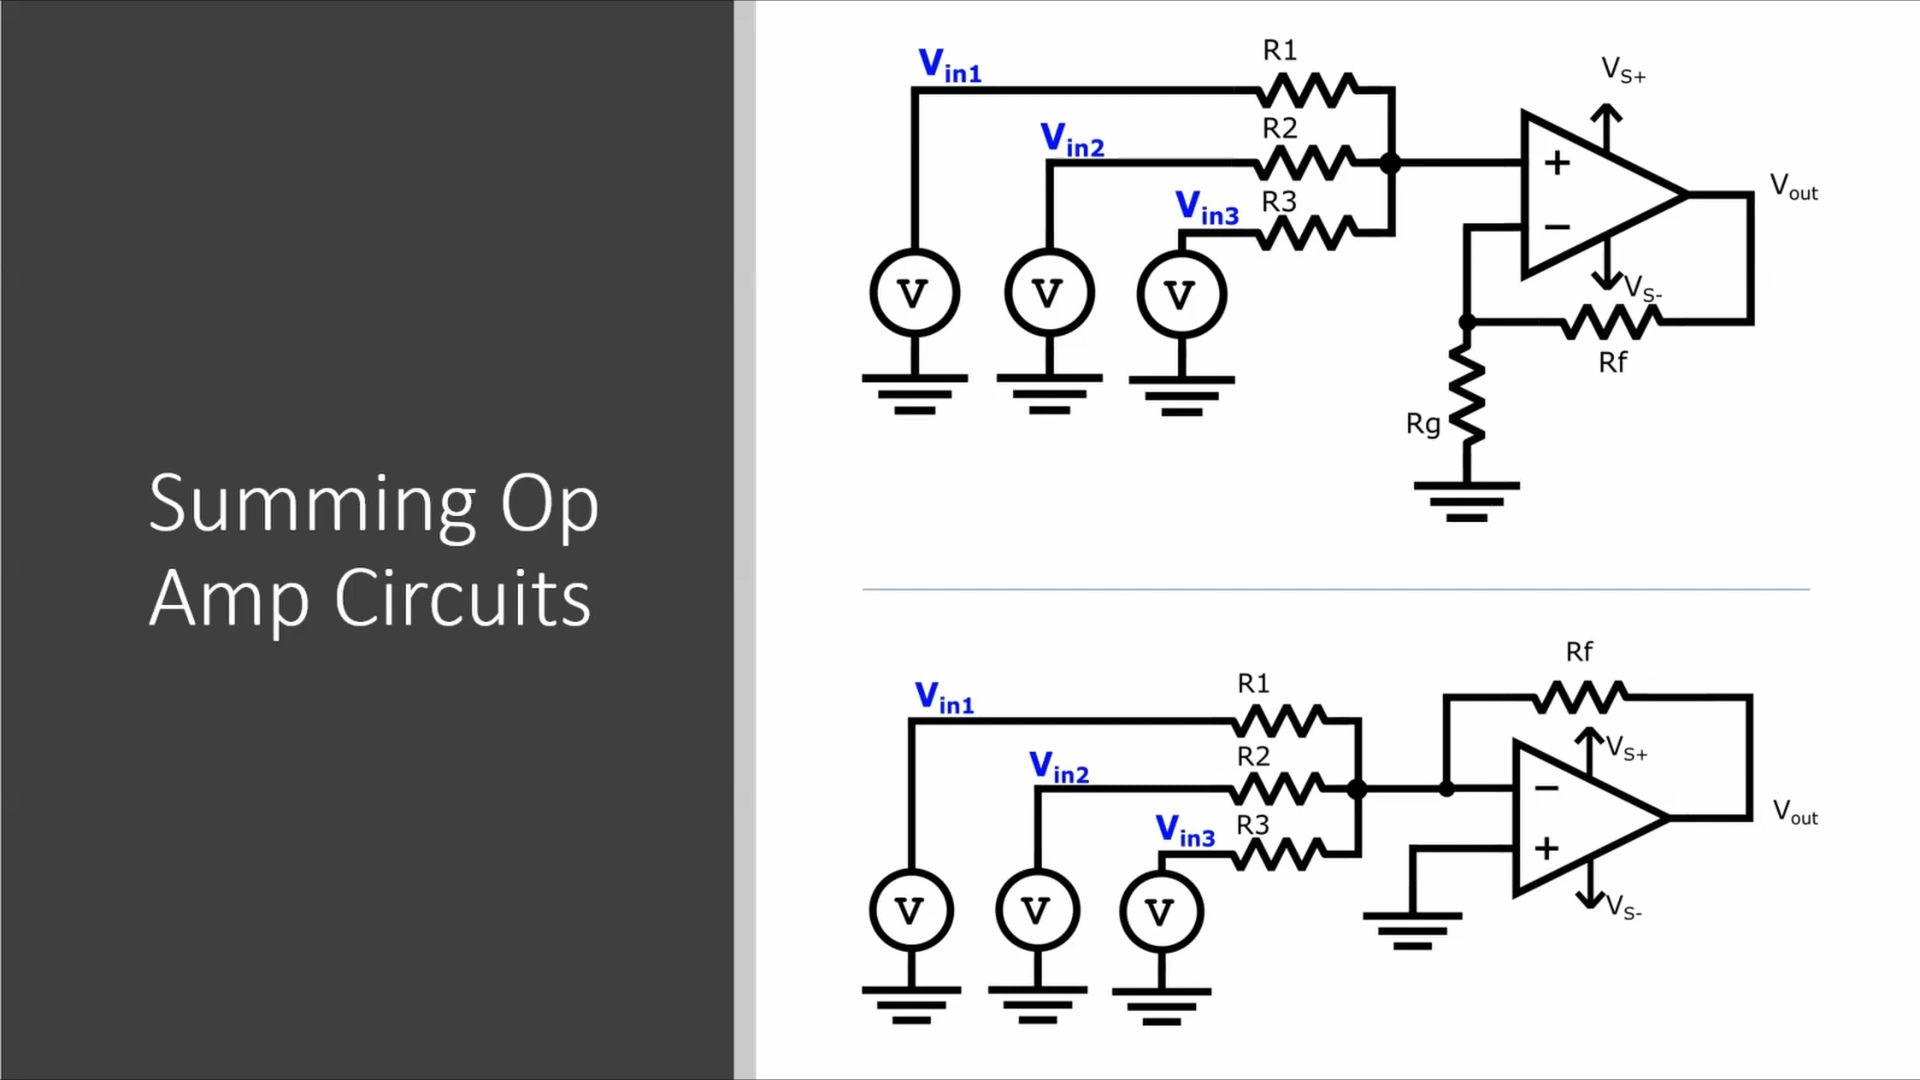 Summing Op
Amp Circuits
Vin1
R1
VS+
Vin2
R2
+
Vout
Vin3
R3
−
V
V
V
VS-
Rf
Rg
Rf
Vin1
R1
VS+
Vin2
R2
−
Vout
Vin3
R3
+
V
V
V
VS-